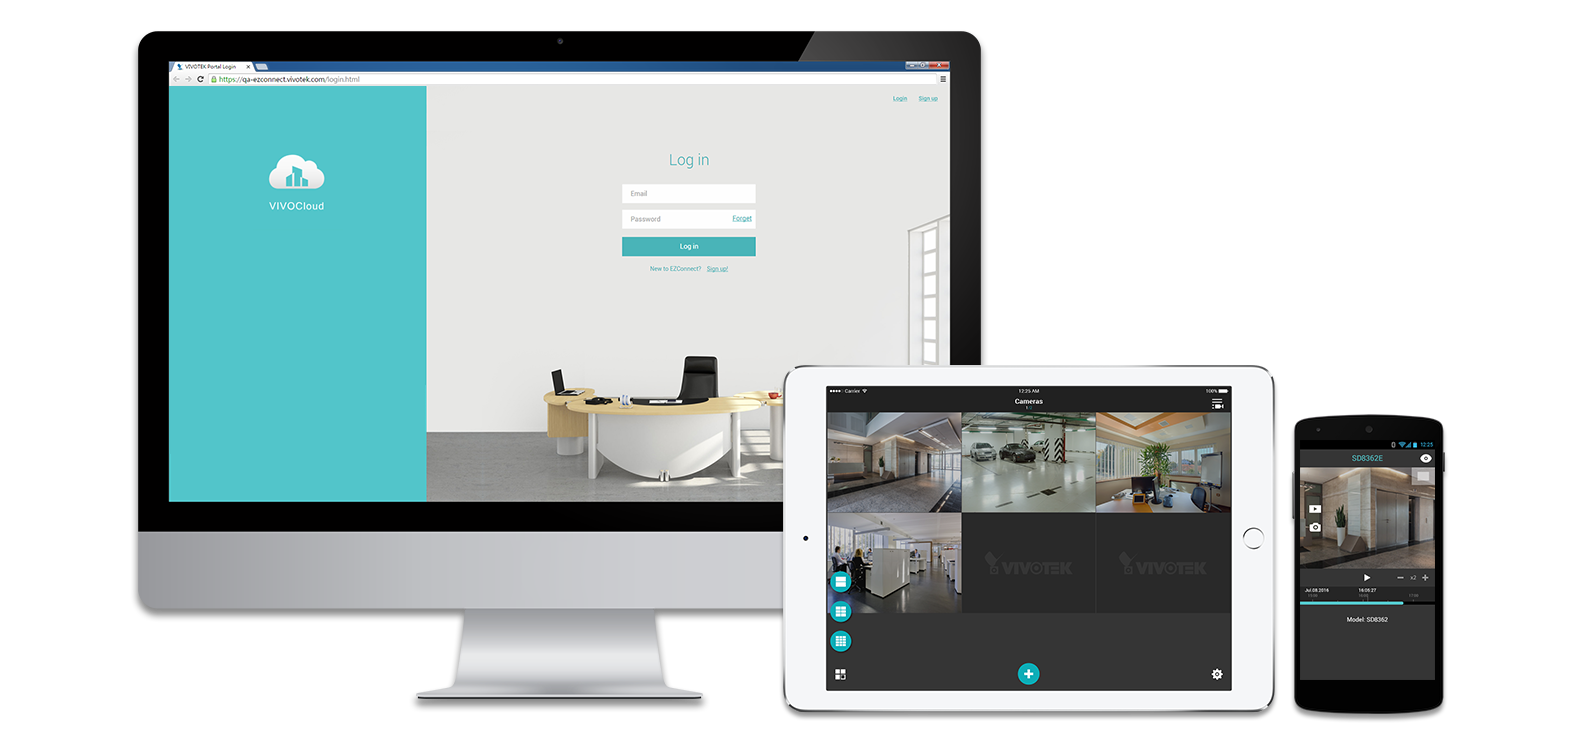 VIVOTEK Portal Login
https://qa-ezconnect.vivotek.com/login.html
Login Sign up
VIVOCloud
Log in
Email
Password Forget
Log in
New to EZConnect? Sign up!
Carrier 12:25 AM 100%
Cameras
VIVOTEK VIVOTEK
12:25
SD8362E
x2
Jul.08.2016 16:05:27
Model: SD8362